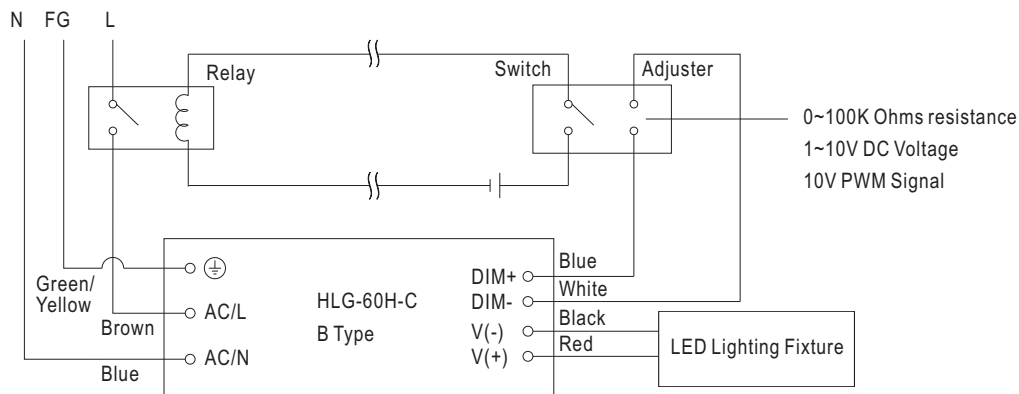 N FG L
Relay
Switch
Adjuster
0~100K Ohms resistance
1~10V DC Voltage
10V PWM Signal
Green/
Yellow
Brown
Blue
AC/L
AC/N
HLG-60H-C
B Type
DIM+
DIM-
V(-)
V(+)
Blue
White
Black
Red
LED Lighting Fixture